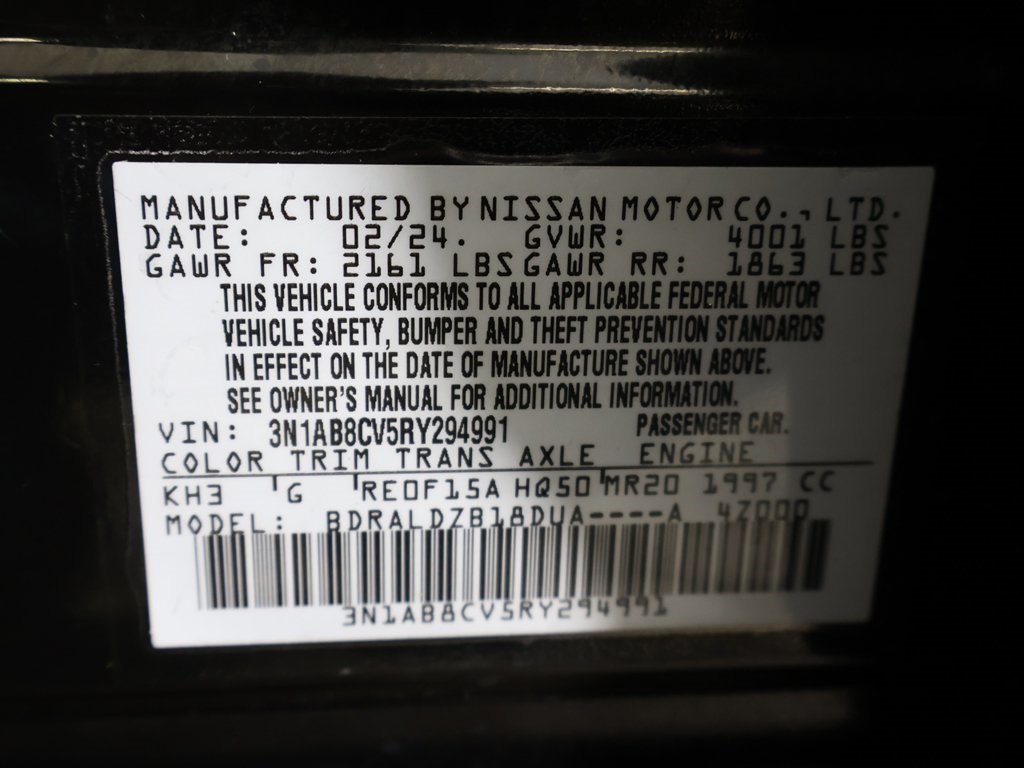 MANUFACTURED BY NISSAN MOTOR CO., LTD.
DATE: 02/24. GVWR: 4001 LBS
GAWR FR: 2161 LBS GAWR RR: 1863 LBS
THIS VEHICLE CONFORMS TO ALL APPLICABLE FEDERAL MOTOR
VEHICLE SAFETY, BUMPER AND THEFT PREVENTION STANDARDS
IN EFFECT ON THE DATE OF MANUFACTURE SHOWN ABOVE.
SEE OWNER'S MANUAL FOR ADDITIONAL INFORMATION.
VIN: 3N1AB8CV5RY294991 PASSENGER CAR.
COLOR TRIM TRANS AXLE ENGINE
KH3 G RE0F15A HQ50 MR20 1997 CC
MODEL: BDRALDZB18DUA----A 4Z000
3N1AB8CV5RY294991